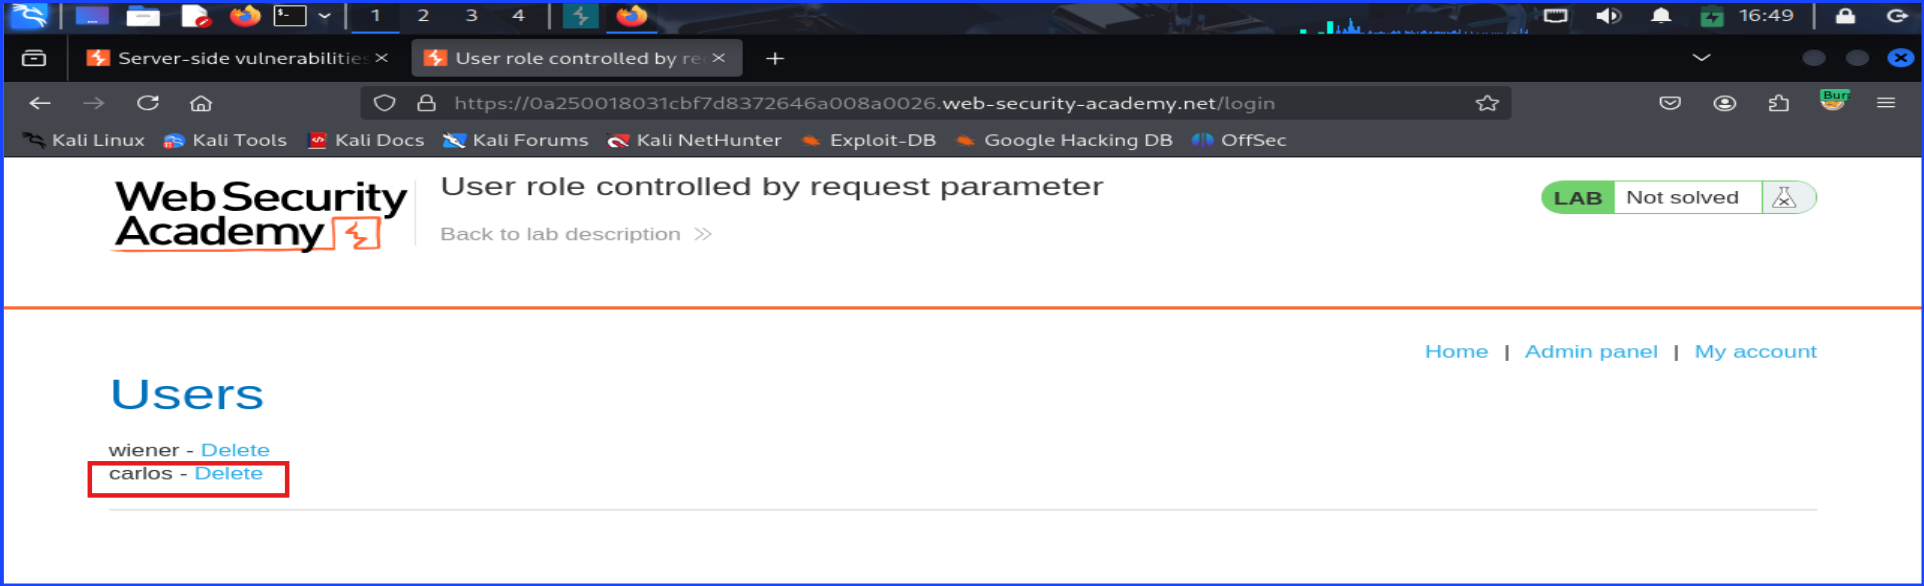 1 2 3 4 16:49
Server-side vulnerabilities × User role controlled by re × +
https://0a250018031cbf7d8372646a008a0026.web-security-academy.net/login
Kali Linux Kali Tools Kali Docs Kali Forums Kali NetHunter Exploit-DB Google Hacking DB OffSec
Web Security
Academy
User role controlled by request parameter
Back to lab description >>
LAB Not solved
Home | Admin panel | My account
Users
wiener - Delete
carlos - Delete